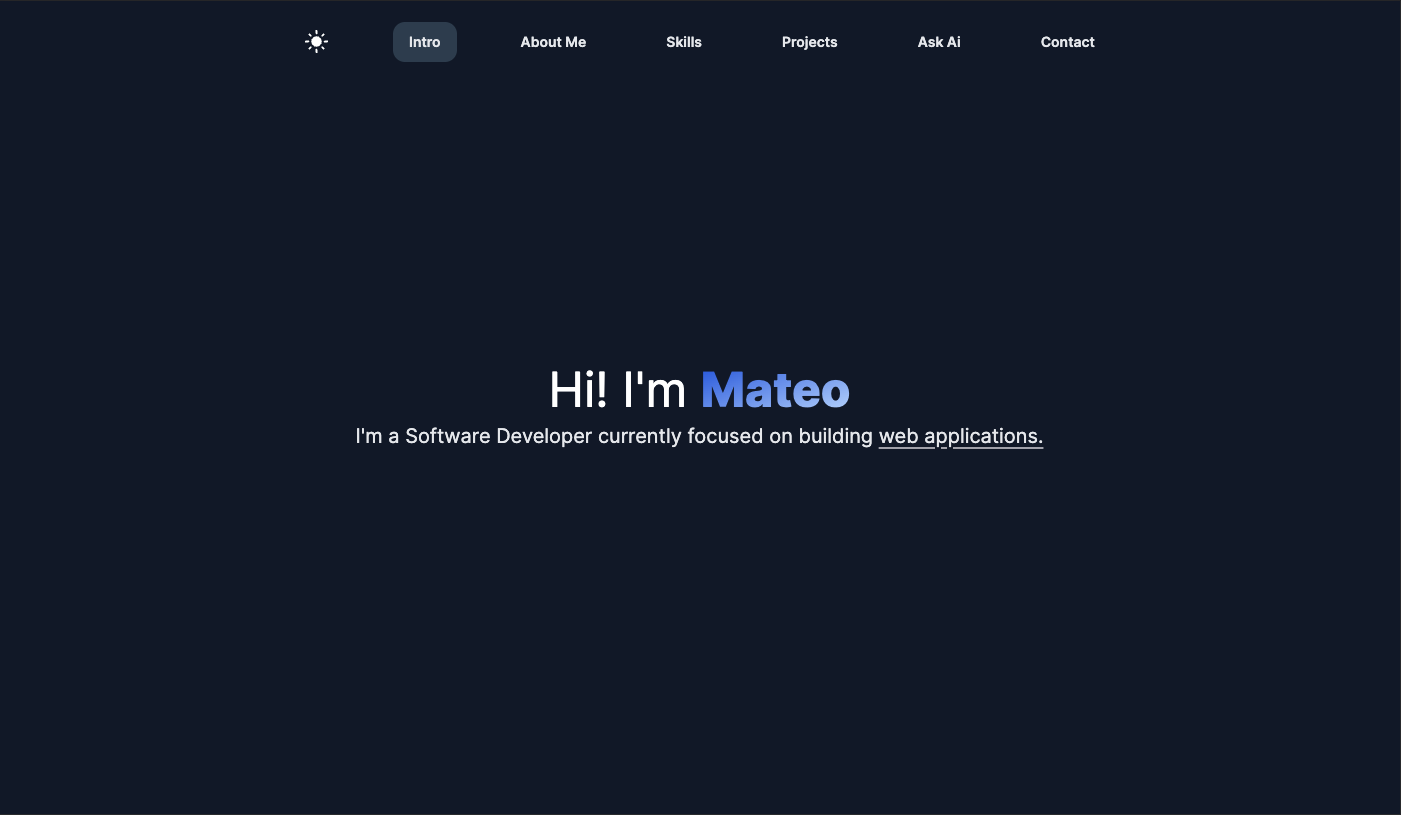 Intro About Me Skills Projects Ask Ai Contact
Hi! I'm Mateo
I'm a Software Developer currently focused on building web applications.